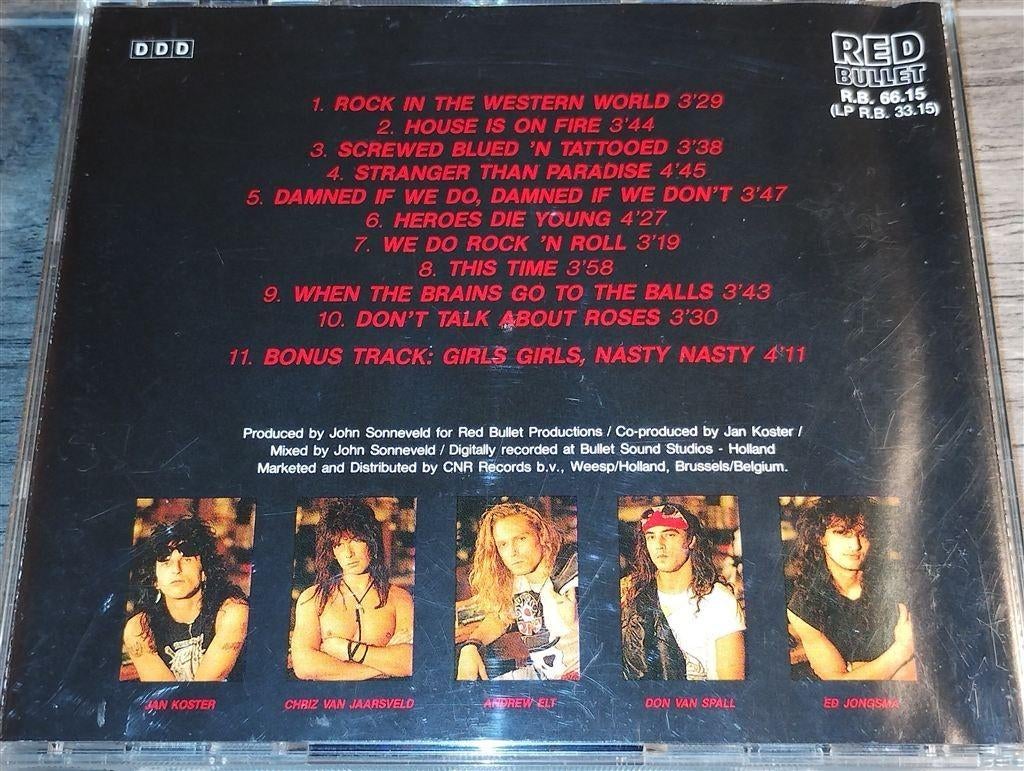 DDD
RED
BULLET
R.B. 66.15
(LP R.B. 33.15)
1. ROCK IN THE WESTERN WORLD 3'29
2. HOUSE IS ON FIRE 3'44
3. SCREWED BLUED 'N TATTOOED 3'38
4. STRANGER THAN PARADISE 4'45
5. DAMNED IF WE DO, DAMNED IF WE DON'T 3'47
6. HEROES DIE YOUNG 4'27
7. WE DO ROCK 'N ROLL 3'19
8. THIS TIME 3'58
9. WHEN THE BRAINS GO TO THE BALLS 3'43
10. DON'T TALK ABOUT ROSES 3'30
11. BONUS TRACK: GIRLS GIRLS, NASTY NASTY 4'11
Produced by John Sonneveld for Red Bullet Productions / Co-produced by Jan Koster /
Mixed by John Sonneveld / Digitally recorded at Bullet Sound Studios - Holland
Marketed and Distributed by CNR Records b.v., Weesp/Holland, Brussels/Belgium.
JAN KOSTER CHRIZ VAN JAARSVELD ANDREW ELT DON VAN SPALL ED JONGSMA